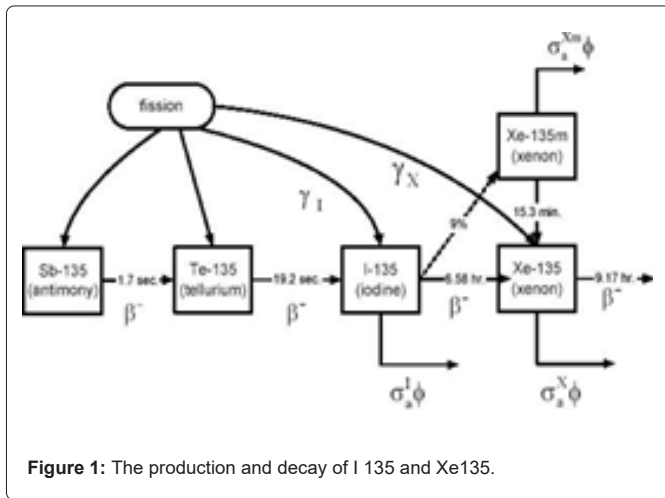 σₐˣᵐϕ
fission
Xe-135m
(xenon)
γ_X
γ_I
9%
15.3 min.
Sb-135
(antimony)
1.7 sec.
β⁻
Te-135
(tellurium)
19.2 sec.
β⁻
I-135
(iodine)
6.58 hr.
β⁻
Xe-135
(xenon)
9.17 hr.
β⁻
σₐᴵϕ
σₐˣϕ
Figure 1: The production and decay of I 135 and Xe135.